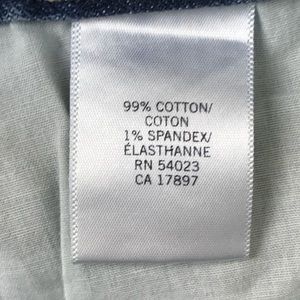 99% COTTON/
COTON
1% SPANDEX/
ÉLASTHANNE
RN 54023
CA 17897